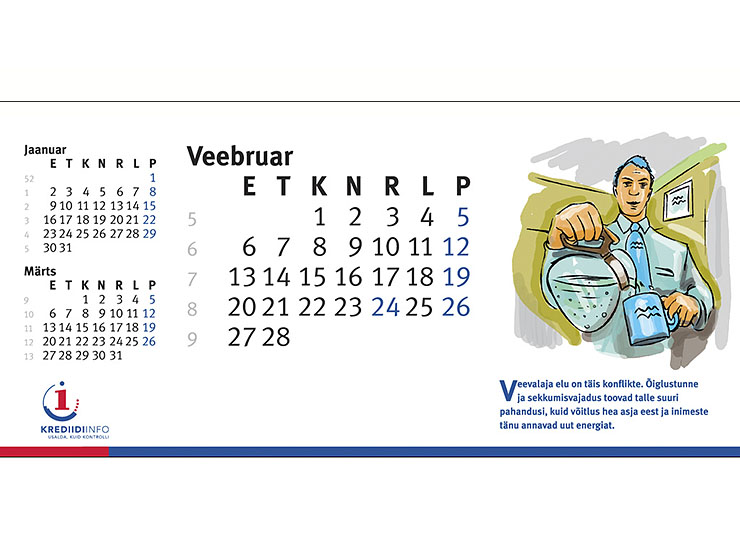 Jaanuar
E T K N R L P
52 1
1 2 3 4 5 6 7 8
2 9 10 11 12 13 14 15
3 16 17 18 19 20 21 22
4 23 24 25 26 27 28 29
5 30 31
Märts
E T K N R L P
9 1 2 3 4 5
10 6 7 8 9 10 11 12
11 13 14 15 16 17 18 19
12 20 21 22 23 24 25 26
13 27 28 29 30 31
i
KREDIIDIINFO
USALDA, KUID KONTROLLI
Veebruar
E T K N R L P
5 1 2 3 4 5
6 6 7 8 9 10 11 12
7 13 14 15 16 17 18 19
8 20 21 22 23 24 25 26
9 27 28
Veevalaja elu on täis konflikte. Õiglustunne
ja sekkumisvajadus toovad talle suuri
pahandusi, kuid võitlus hea asja eest ja inimeste
tänu annavad uut energiat.